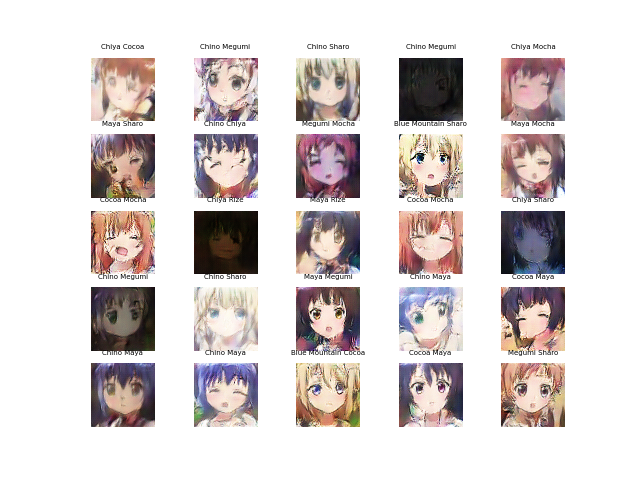 Chiya Cocoa
Chino Megumi
Chino Sharo
Chino Megumi
Chiya Mocha
Maya Sharo
Chino Chiya
Megumi Mocha
Blue Mountain Sharo
Maya Mocha
Cocoa Mocha
Chiya Rize
Maya Rize
Cocoa Mocha
Chiya Sharo
Chino Megumi
Chino Sharo
Maya Megumi
Chino Maya
Cocoa Maya
Chino Maya
Chino Maya
Blue Mountain Cocoa
Cocoa Maya
Megumi Sharo